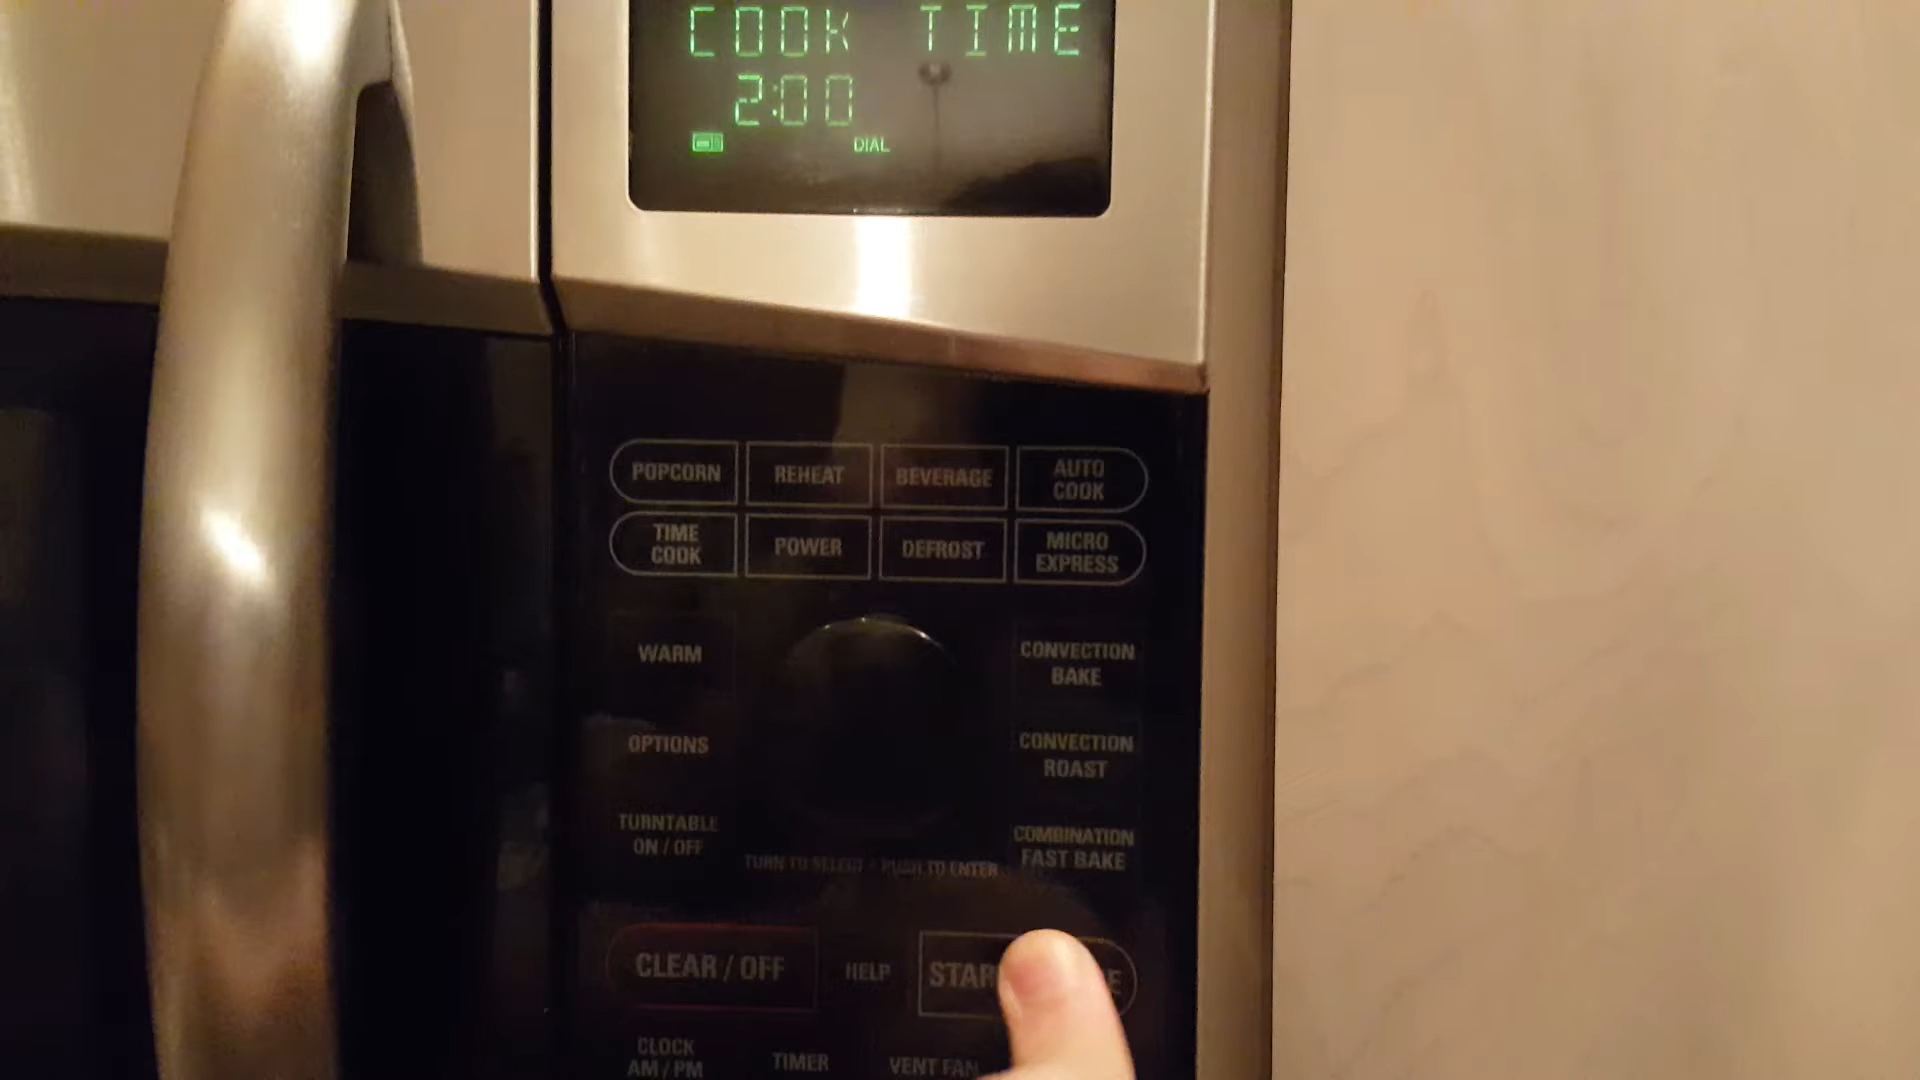 COOK TIME
2:00
DIAL
POPCORN
REHEAT
BEVERAGE
AUTO
COOK
TIME
COOK
POWER
DEFROST
MICRO
EXPRESS
WARM
CONVECTION
BAKE
OPTIONS
CONVECTION
ROAST
TURNTABLE
ON / OFF
COMBINATION
FAST BAKE
TURN TO SELECT - PUSH TO ENTER
CLEAR / OFF
HELP
STAR E
CLOCK
AM / PM
TIMER
VENT FAN